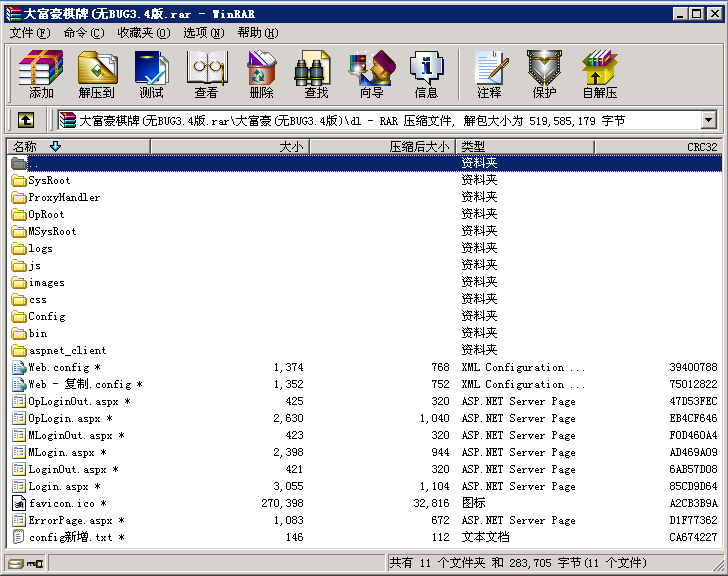 大富豪棋牌(无BUG3.4版.rar - WinRAR
文件(F) 命令(C) 收藏夹(O) 选项(N) 帮助(H)
添加 解压到 测试 查看 删除 查找 向导 信息 注释 保护 自解压
大富豪棋牌(无BUG3.4版.rar\大富豪(无BUG3.4版)\dl - RAR 压缩文件, 解包大小为 519,585,179 字节
名称 大小 压缩后大小 类型 CRC32
.. 资料夹
SysRoot 资料夹
ProxyHandler 资料夹
OpRoot 资料夹
MSysRoot 资料夹
logs 资料夹
js 资料夹
images 资料夹
css 资料夹
Config 资料夹
bin 资料夹
aspnet_client 资料夹
Web.config * 1,374 768 XML Configuration ... 39400788
Web - 复制.config * 1,352 752 XML Configuration ... 75012822
OpLoginOut.aspx * 425 320 ASP.NET Server Page 47D53FEC
OpLogin.aspx * 2,630 1,040 ASP.NET Server Page EB4CF646
MLoginOut.aspx * 423 320 ASP.NET Server Page F0D460A4
MLogin.aspx * 2,398 944 ASP.NET Server Page AD469A09
LoginOut.aspx * 421 320 ASP.NET Server Page 6AB57D08
Login.aspx * 3,055 1,104 ASP.NET Server Page 85CD9D64
favicon.ico * 270,398 32,816 图标 A2CB3B9A
ErrorPage.aspx * 1,083 672 ASP.NET Server Page D1F77362
config新增.txt * 146 112 文本文档 CA674227
共有 11 个文件夹 和 283,705 字节(11 个文件)